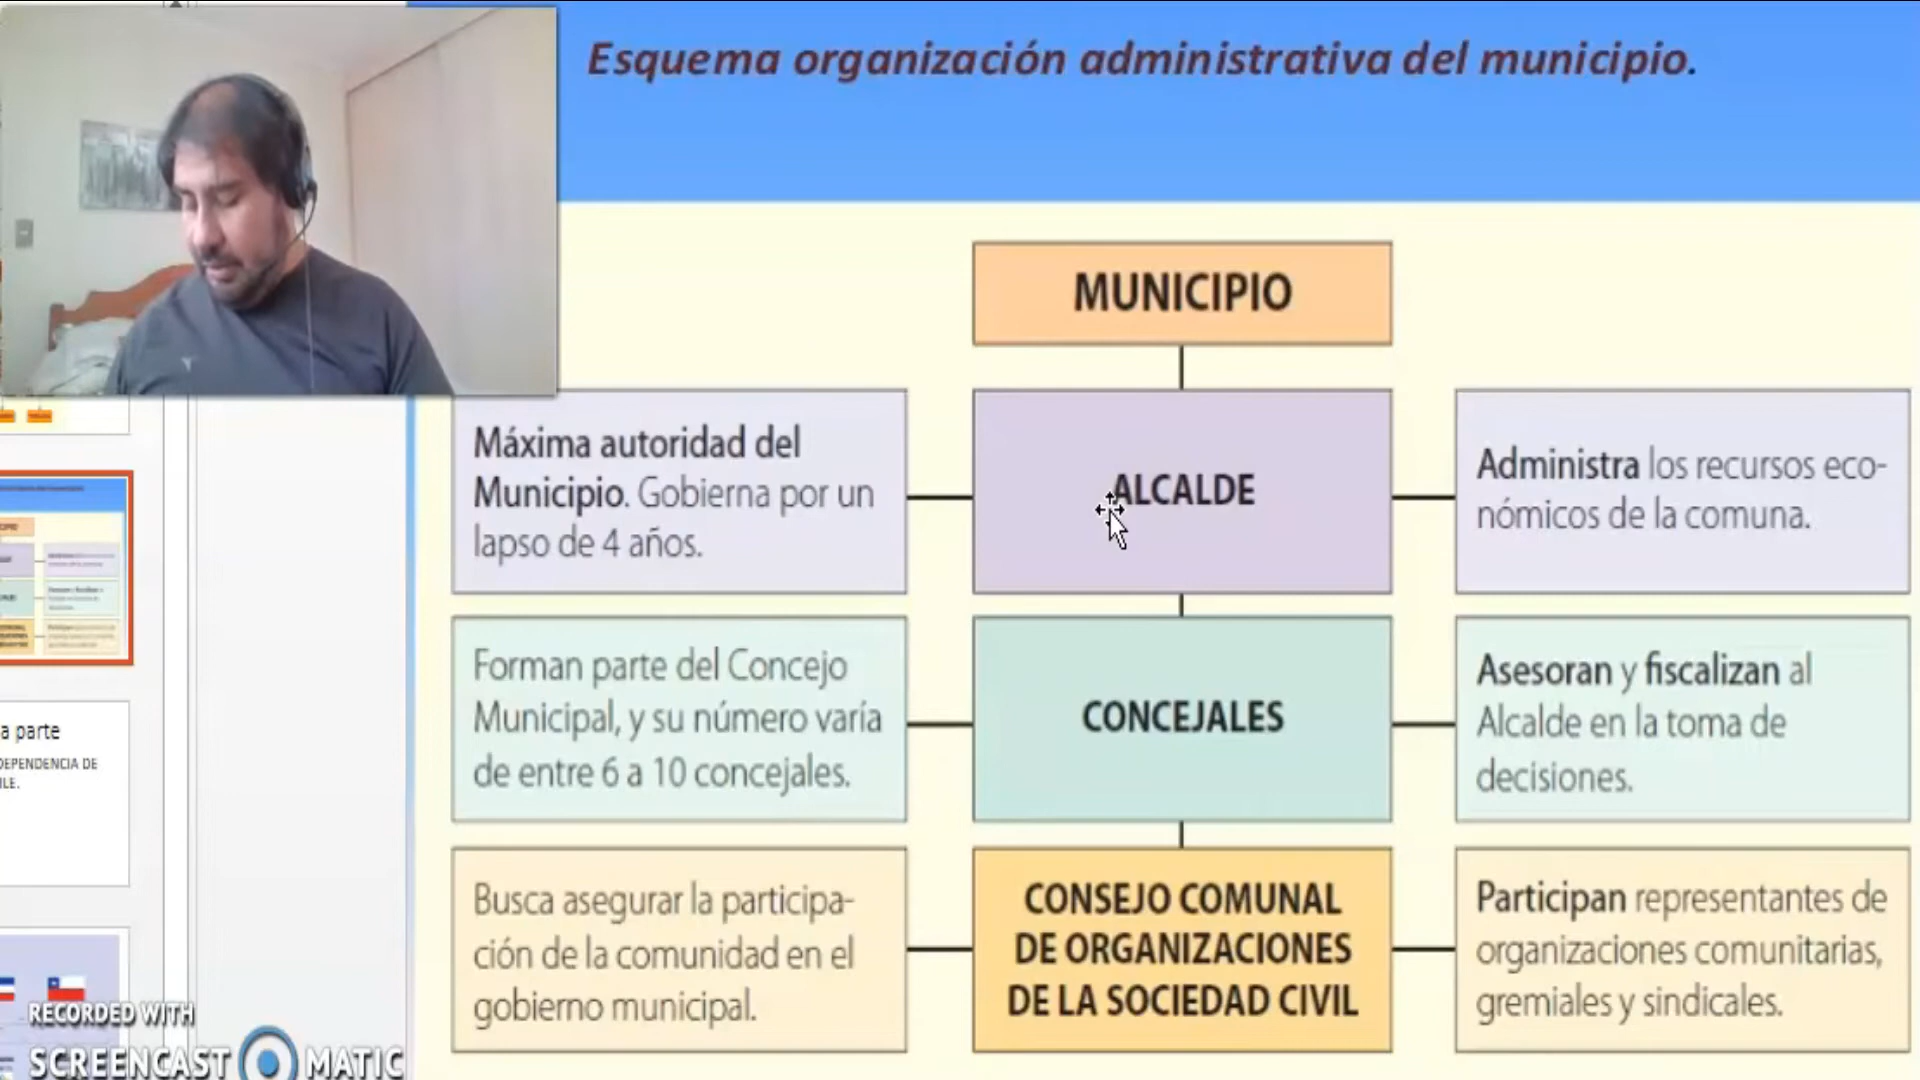 Esquema organización administrativa del municipio.
MUNICIPIO
Máxima autoridad del
Municipio. Gobierna por un
lapso de 4 años.
ALCALDE
Administra los recursos eco-
nómicos de la comuna.
Forman parte del Concejo
Municipal, y su número varía
de entre 6 a 10 concejales.
CONCEJALES
Asesoran y fiscalizan al
Alcalde en la toma de
decisiones.
Busca asegurar la participa-
ción de la comunidad en el
gobierno municipal.
CONSEJO COMUNAL
DE ORGANIZACIONES
DE LA SOCIEDAD CIVIL
Participan representantes de
organizaciones comunitarias,
gremiales y sindicales.
a parte
DEPENDENCIA DE
ILE.
RECORDED WITH
SCREENCAST MATIC